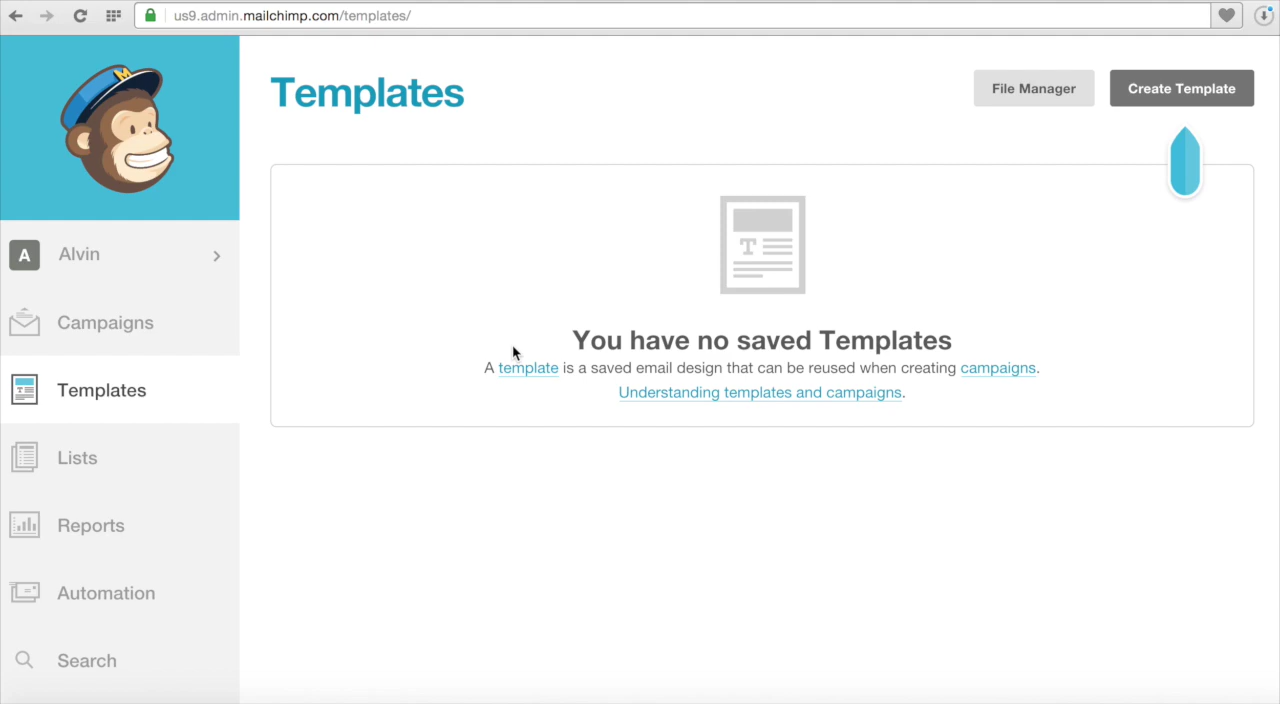 us9.admin.mailchimp.com/templates/
Templates
File Manager
Create Template
A
Alvin
Campaigns
Templates
Lists
Reports
Automation
Search
T
You have no saved Templates
A template is a saved email design that can be reused when creating campaigns.
Understanding templates and campaigns.